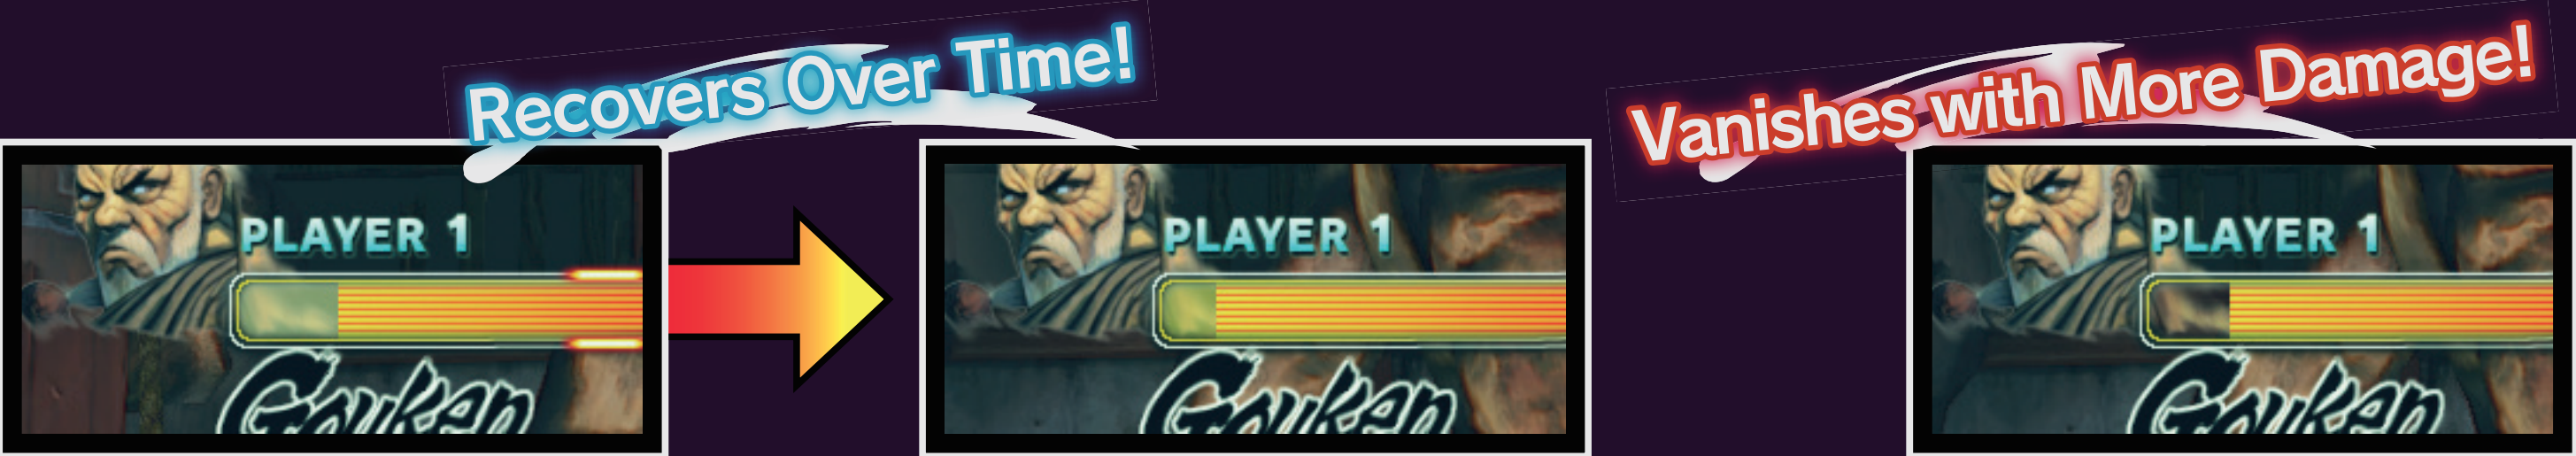 Recovers Over Time!
Vanishes with More Damage!
PLAYER 1
Gouken
PLAYER 1
Gouken
PLAYER 1
Gouken